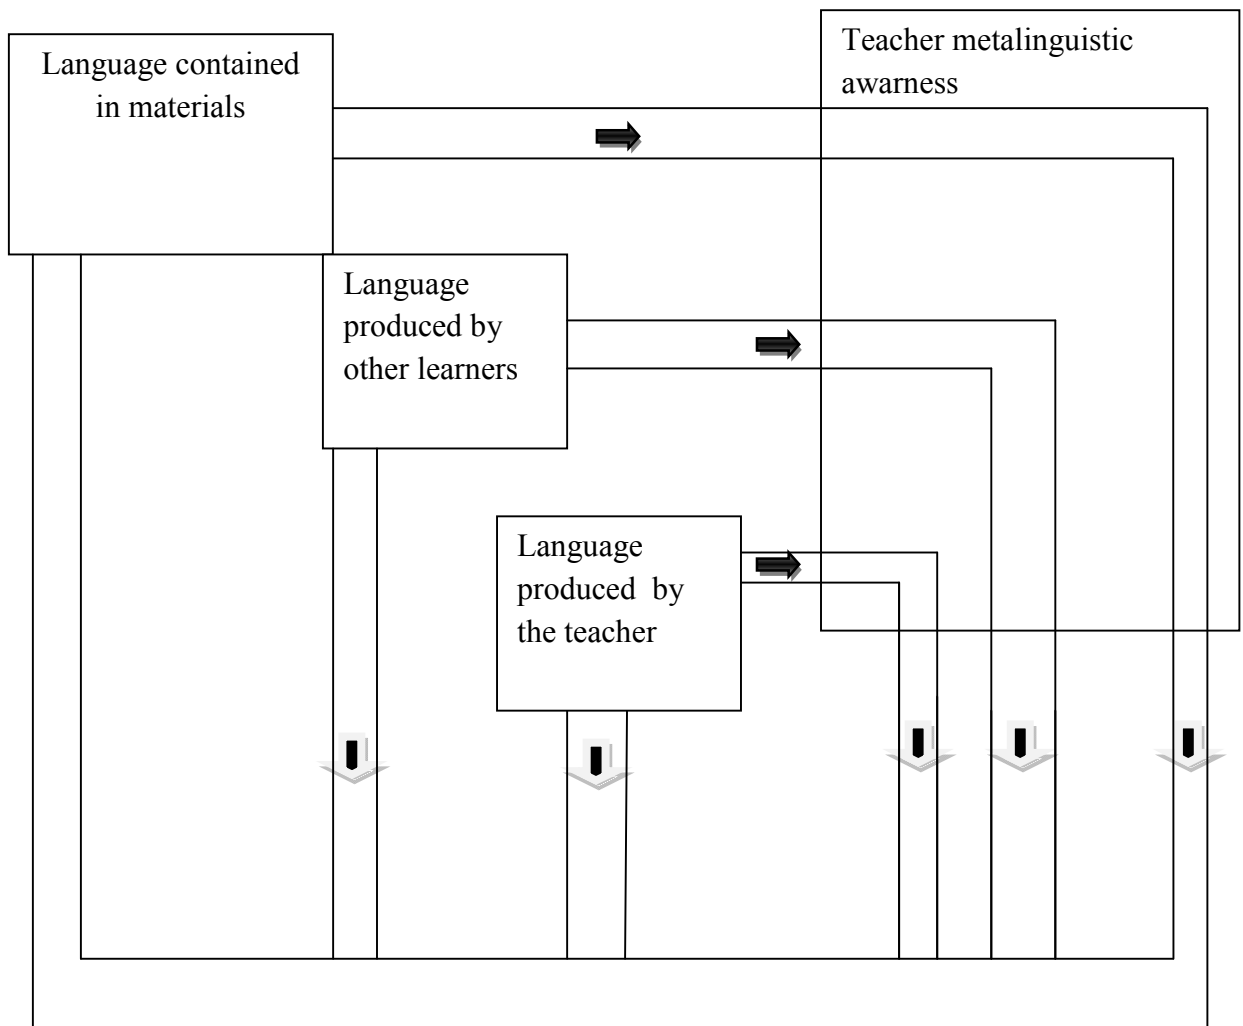 Language contained
in materials
Teacher metalinguistic
awarness
Language
produced by
other learners
Language
produced  by
the teacher